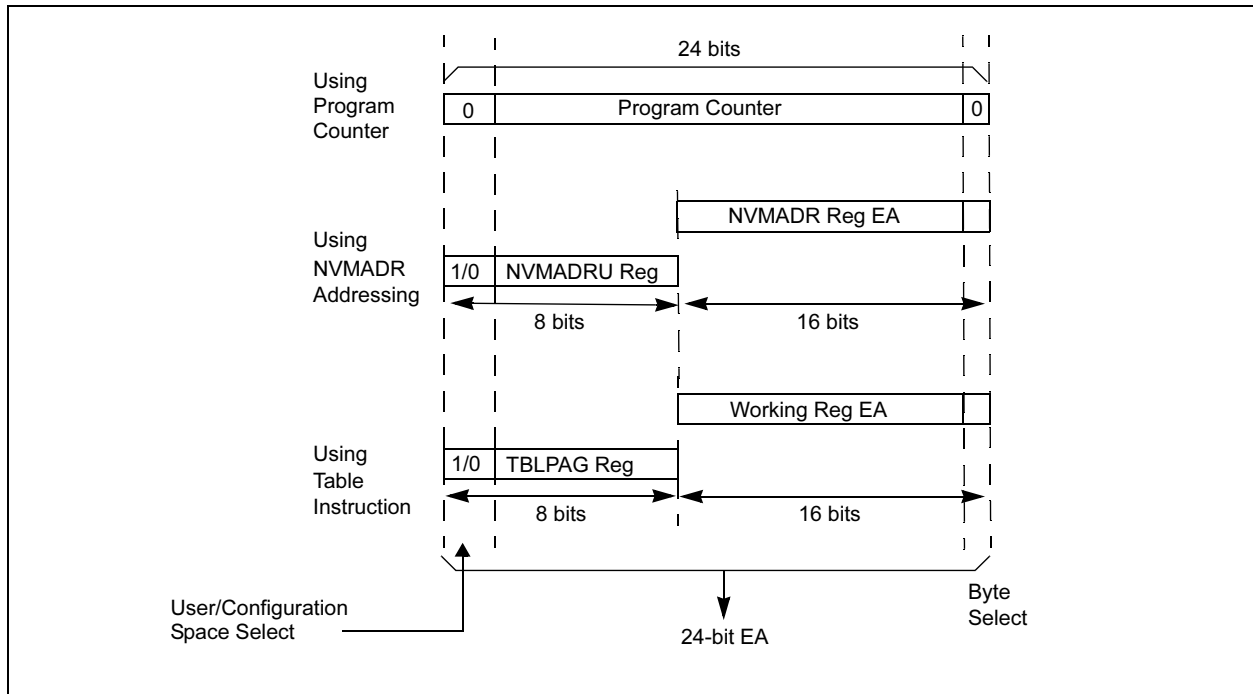 24 bits
Using
Program
Counter
0
Program Counter
0
NVMADR Reg EA
Using
NVMADR
Addressing
1/0
NVMADRU Reg
8 bits
16 bits
Working Reg EA
Using
Table
Instruction
1/0
TBLPAG Reg
8 bits
16 bits
User/Configuration
Space Select
24-bit EA
Byte
Select